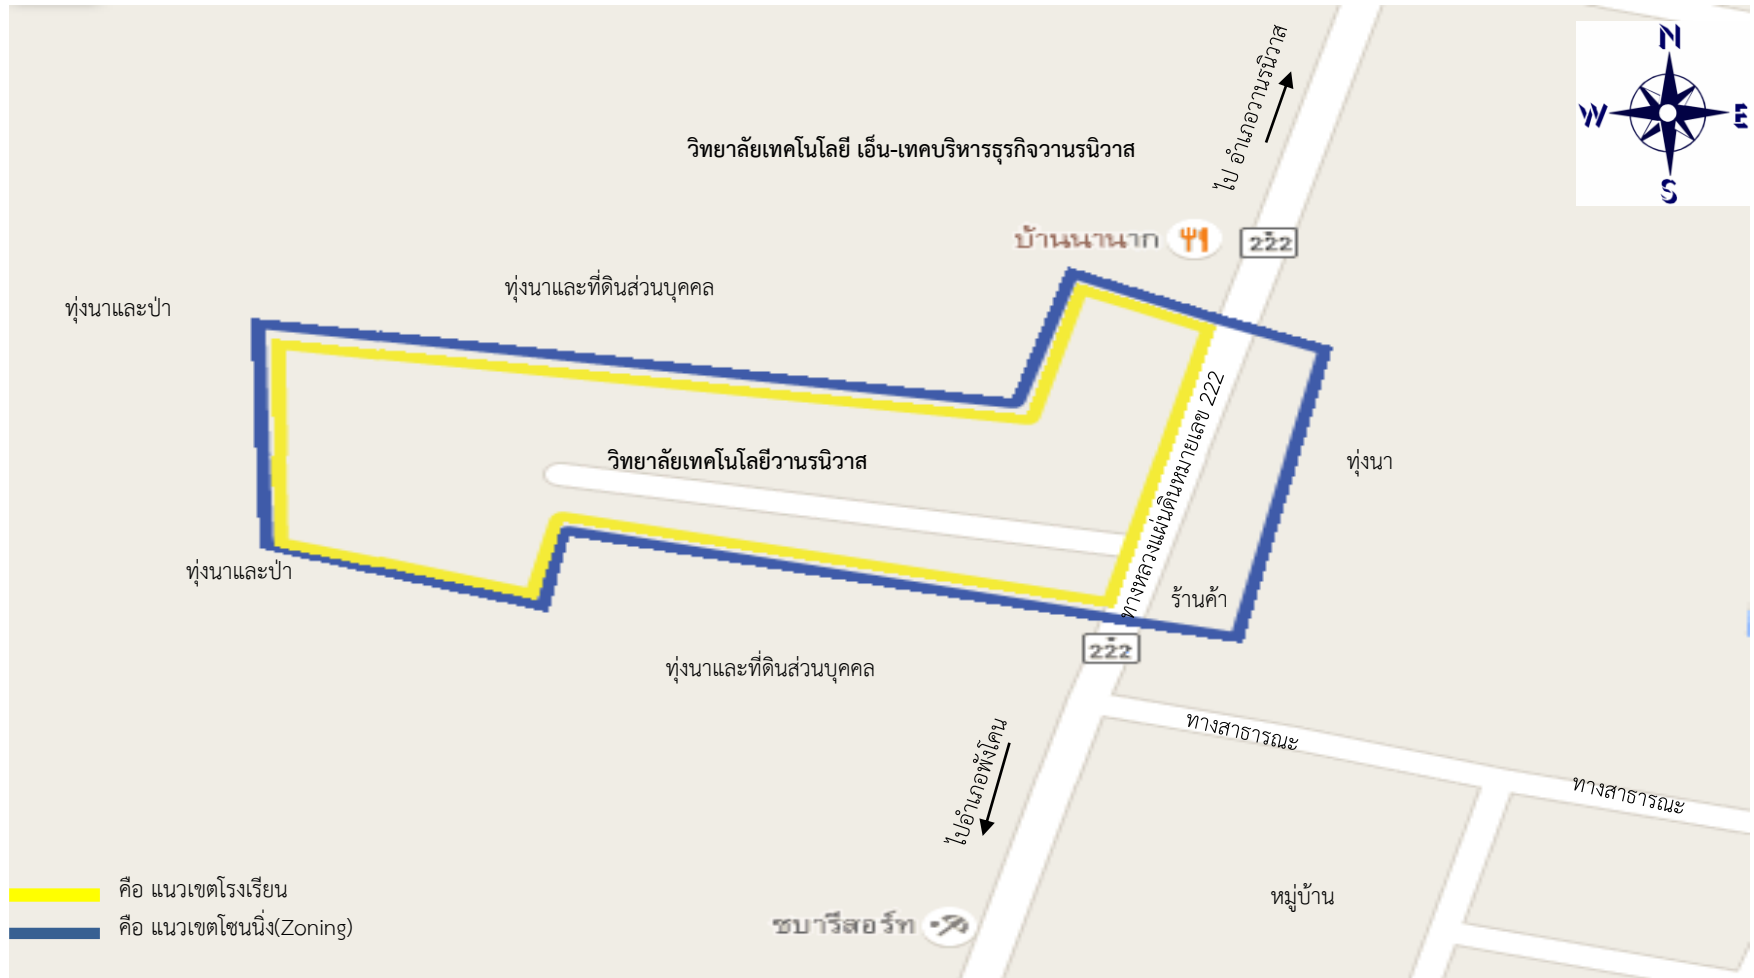 N
ไป อำเภอวานรนิวาส
W
E
วิทยาลัยเทคโนโลยี เอ็น-เทคบริหารธุรกิจวานรนิวาส
S
บ้านนานาก
222
ทุ่งนาและที่ดินส่วนบุคคล
ทุ่งนาและป่า
ทางหลวงแผ่นดินหมายเลข 222
วิทยาลัยเทคโนโลยีวานรนิวาส
ทุ่งนา
ทุ่งนาและป่า
ร้านค้า
222
ทุ่งนาและที่ดินส่วนบุคคล
ทางสาธารณะ
ไปอำเภอพังโคน
ทางสาธารณะ
คือ แนวเขตโรงเรียน
หมู่บ้าน
คือ แนวเขตโซนนิ่ง(Zoning)
ชบารีสอร์ท